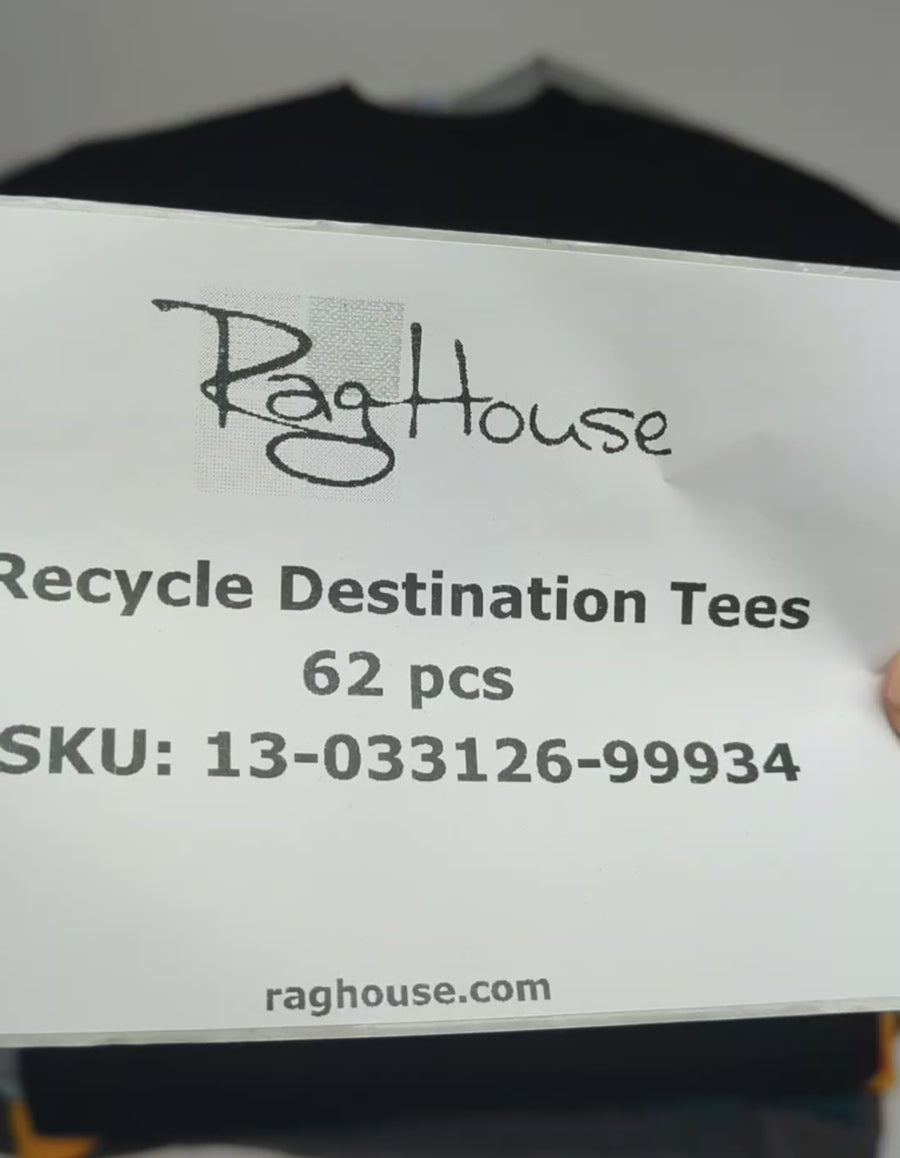 RagHouse
Recycle Destination Tees
62 pcs
SKU: 13-033126-99934
raghouse.com